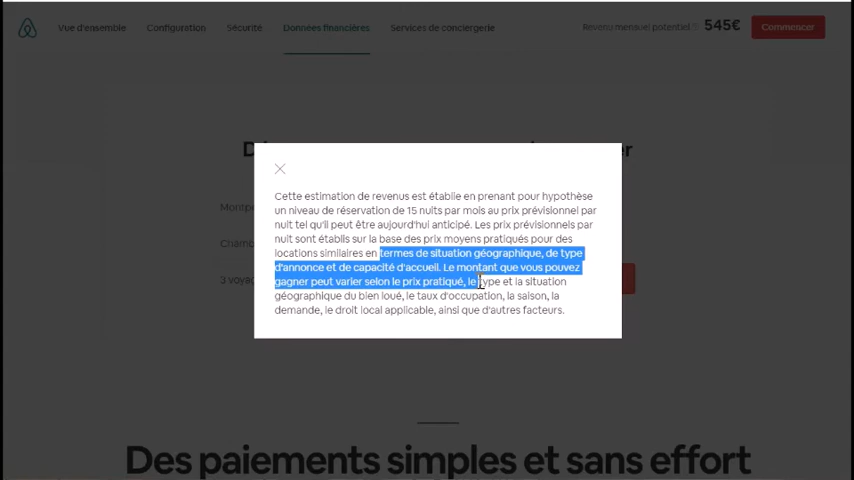 Vue d'ensemble Configuration Sécurité Données financières Services de conciergerie Revenu mensuel potentiel 545€ Commencer
Cette estimation de revenus est établie en prenant pour hypothèse
un niveau de réservation de 15 nuits par mois au prix prévisionnel par
nuit tel qu'il peut être aujourd'hui anticipé. Les prix prévisionnels par
nuit sont établis sur la base des prix moyens pratiqués pour des
locations similaires en termes de situation géographique, de type
d'annonce et de capacité d'accueil. Le montant que vous pouvez
gagner peut varier selon le prix pratiqué, le type et la situation
géographique du bien loué, le taux d'occupation, la saison, la
demande, le droit local applicable, ainsi que d'autres facteurs.
3 voyag
Des paiements simples et sans effort